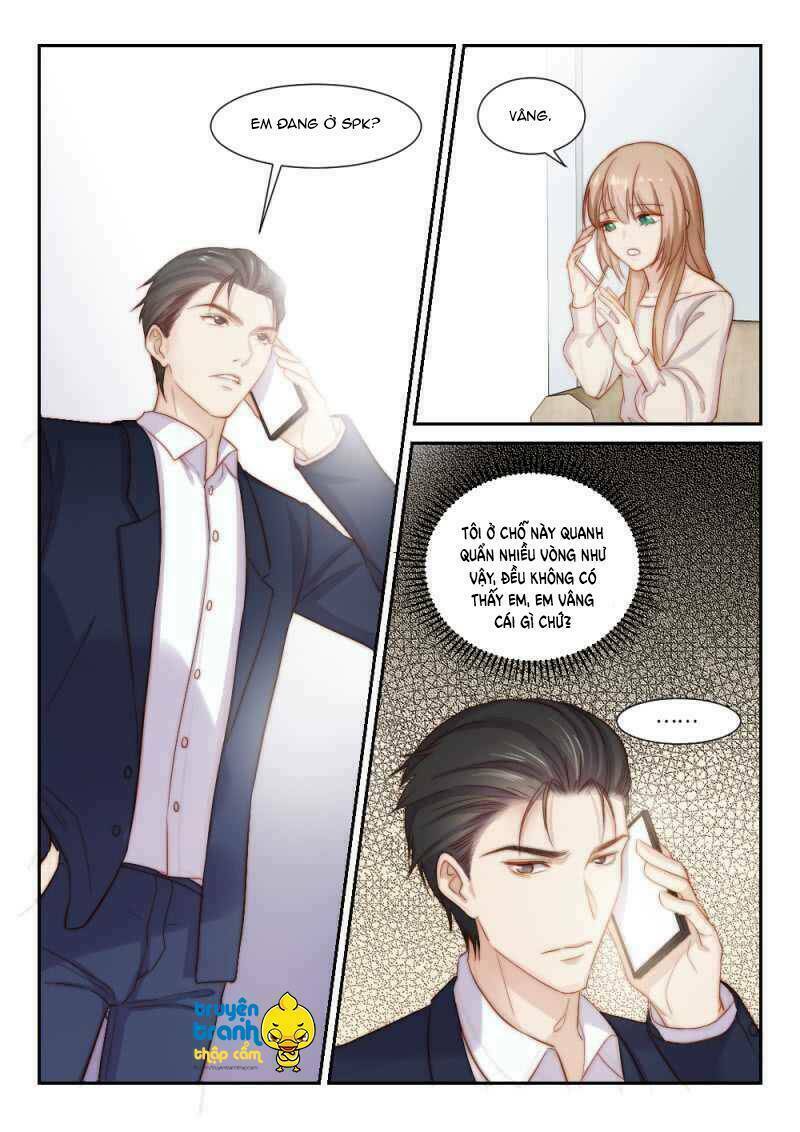 EM ĐANG Ở SPK?
VÂNG.
TÔI Ở CHỖ NÀY QUANH
QUẨN NHIỀU VÒNG NHƯ
VẬY, ĐỀU KHÔNG CÓ
THẤY EM, EM VÂNG
CÁI GÌ CHỨ?
......
truyện
tranh
thập cẩm